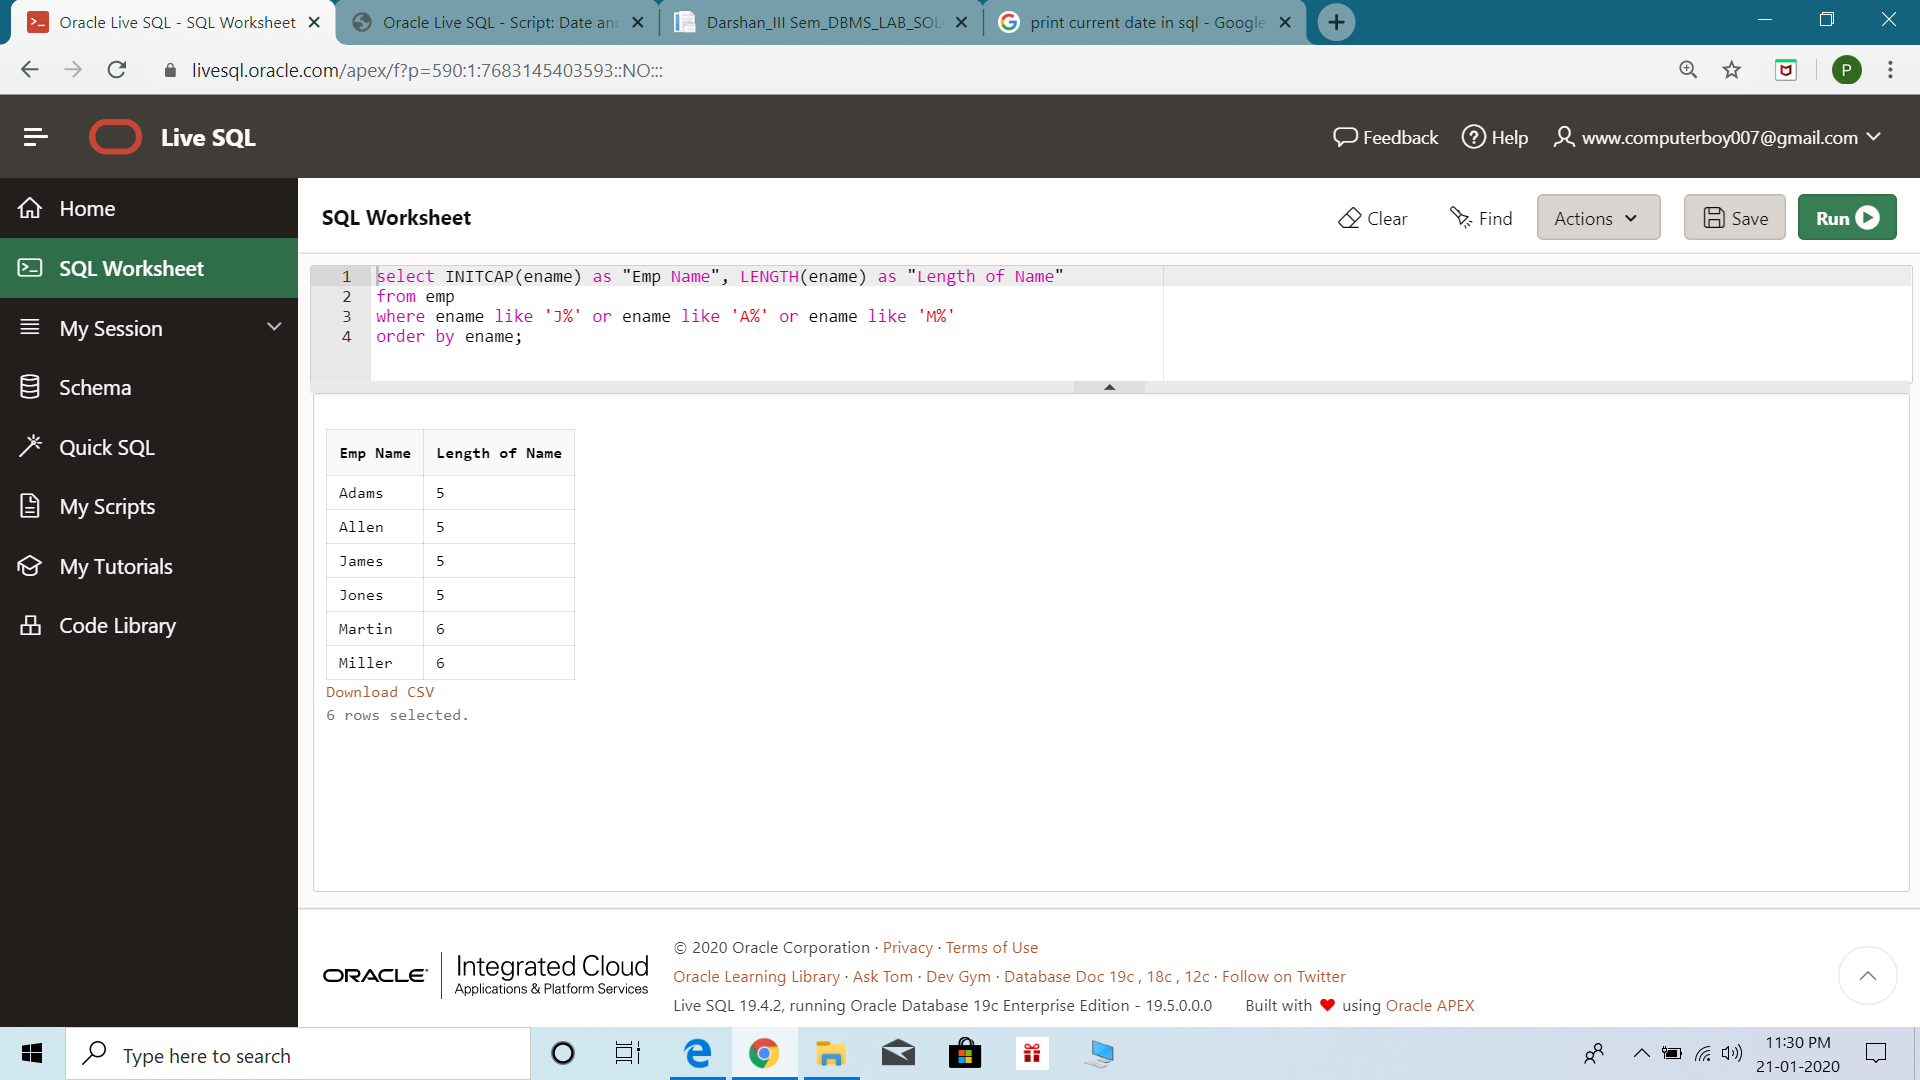 Oracle Live SQL - SQL Worksheet
Oracle Live SQL - Script: Date and
Darshan_III Sem_DBMS_LAB_SOL
print current date in sql - Google
livesql.oracle.com/apex/f?p=590:1:7683145403593::NO:::
P
Live SQL
Feedback
Help
www.computerboy007@gmail.com
Home
SQL Worksheet
My Session
Schema
Quick SQL
My Scripts
My Tutorials
Code Library
SQL Worksheet
Clear
Find
Actions
Save
Run
1 select INITCAP(ename) as "Emp Name", LENGTH(ename) as "Length of Name"
2 from emp
3 where ename like 'J%' or ename like 'A%' or ename like 'M%'
4 order by ename;
Emp Name Length of Name
Adams 5
Allen 5
James 5
Jones 5
Martin 6
Miller 6
Download CSV
6 rows selected.
ORACLE Integrated Cloud
Applications & Platform Services
© 2020 Oracle Corporation · Privacy · Terms of Use
Oracle Learning Library · Ask Tom · Dev Gym · Database Doc 19c , 18c , 12c · Follow on Twitter
Live SQL 19.4.2, running Oracle Database 19c Enterprise Edition - 19.5.0.0.0 Built with ❤ using Oracle APEX
Type here to search
11:30 PM
21-01-2020